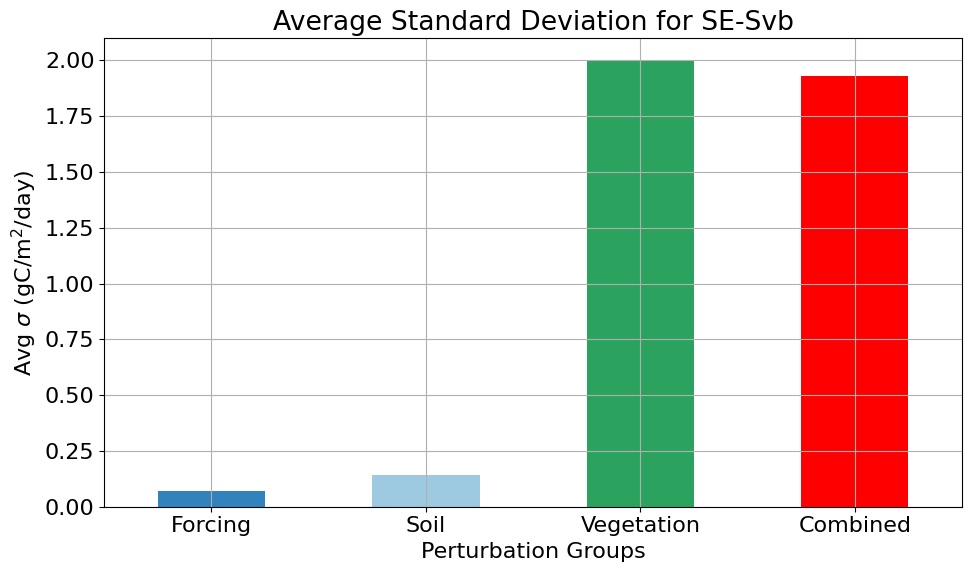 Average Standard Deviation for SE-Svb
Avg σ (gC/m²/day)
2.00
1.75
1.50
1.25
1.00
0.75
0.50
0.25
0.00
Forcing Soil Vegetation Combined
Perturbation Groups